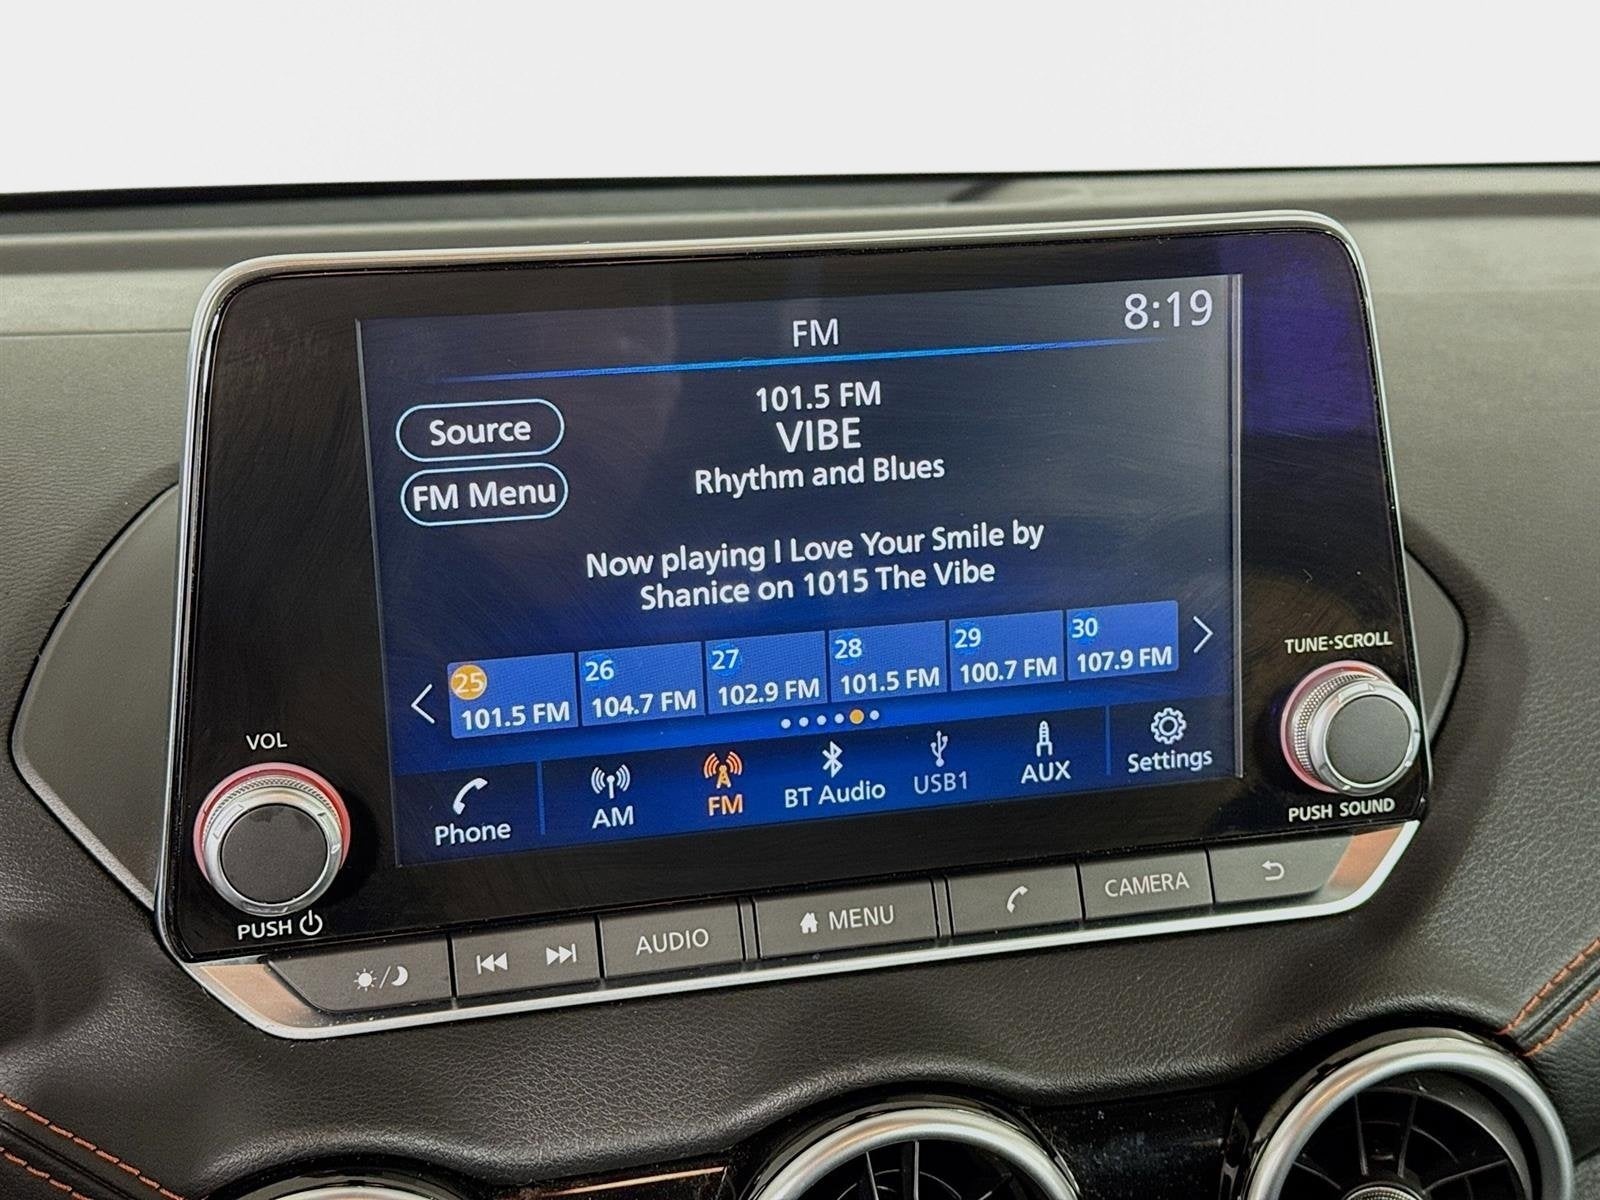 FM
8:19
101.5 FM
VIBE
Rhythm and Blues
Source
FM Menu
Now playing I Love Your Smile by
Shanice on 1015 The Vibe
25
101.5 FM
26
104.7 FM
27
102.9 FM
28
101.5 FM
29
100.7 FM
30
107.9 FM
Phone
AM
FM
BT Audio
USB1
AUX
Settings
VOL
PUSH
TUNE·SCROLL
PUSH SOUND
AUDIO
MENU
CAMERA